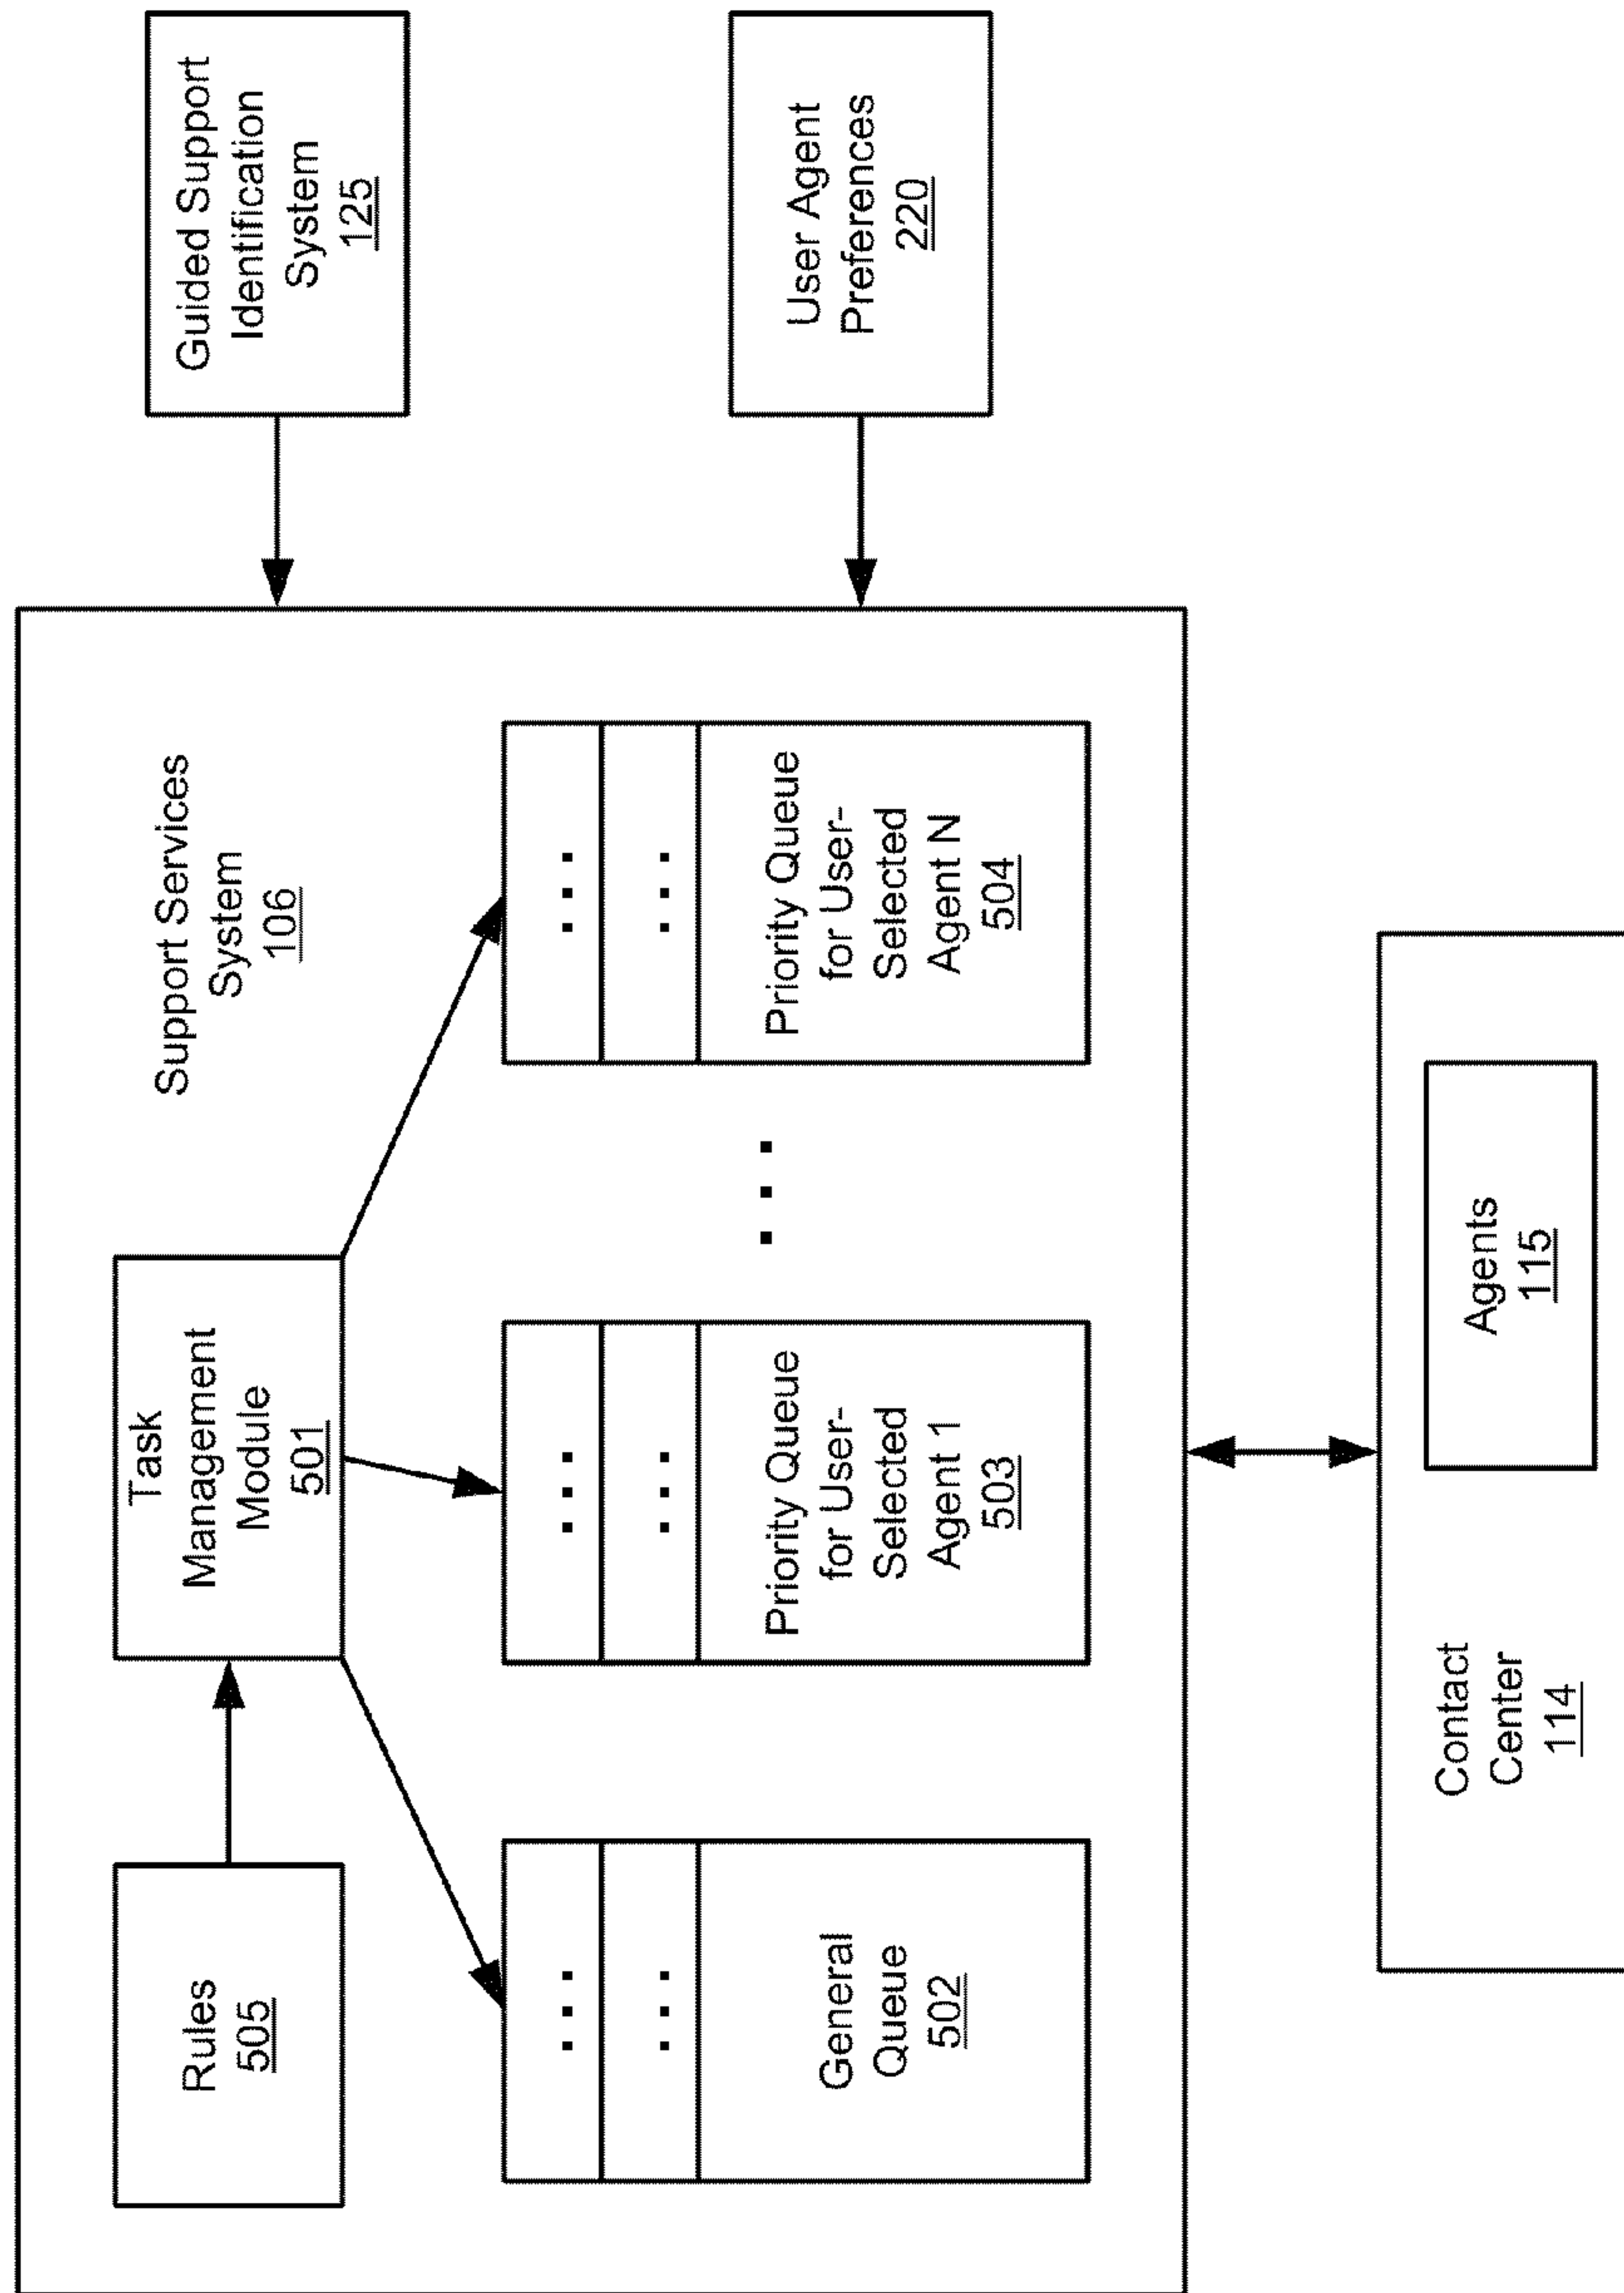 Guided Support
Identification
System
125
User Agent
Preferences
220
Support Services
System
106
Task
Management
Module
501
Rules
505
General
Queue
502
Priority Queue
for User-
Selected
Agent 1
503
. . .
Priority Queue
for User-
Selected
Agent N
504
Contact
Center
114
Agents
115